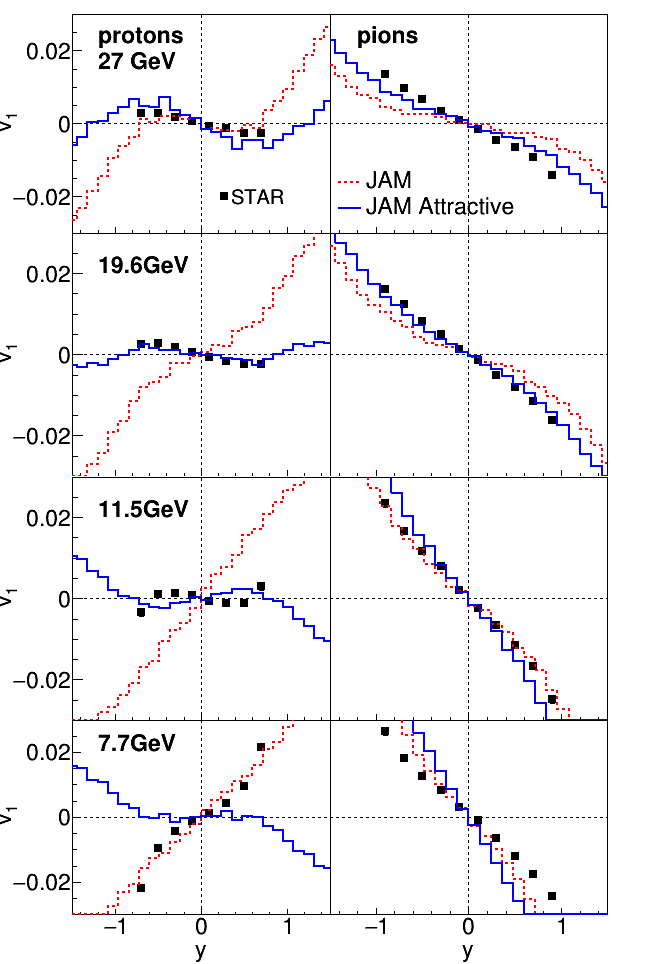 protons
27 GeV
pions
0.02
0
−0.02
v1
STAR
JAM
JAM Attractive
19.6GeV
0.02
0
−0.02
v1
11.5GeV
0.02
0
−0.02
v1
7.7GeV
0.02
0
−0.02
v1
−1 0 1 −1 0 1
y y